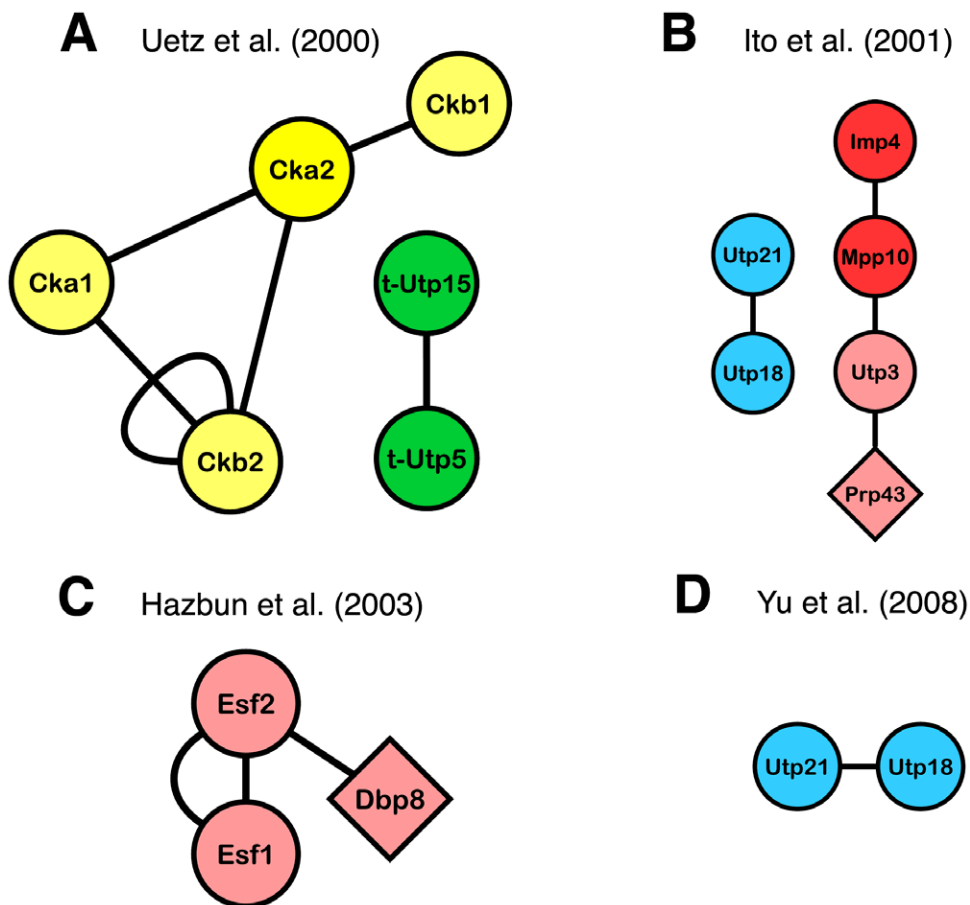 A Uetz et al. (2000)
Ckb1
Cka2
Cka1
t-Utp15
Ckb2
t-Utp5
B Ito et al. (2001)
Imp4
Utp21
Mpp10
Utp18
Utp3
Prp43
C Hazbun et al. (2003)
Esf2
Dbp8
Esf1
D Yu et al. (2008)
Utp21
Utp18